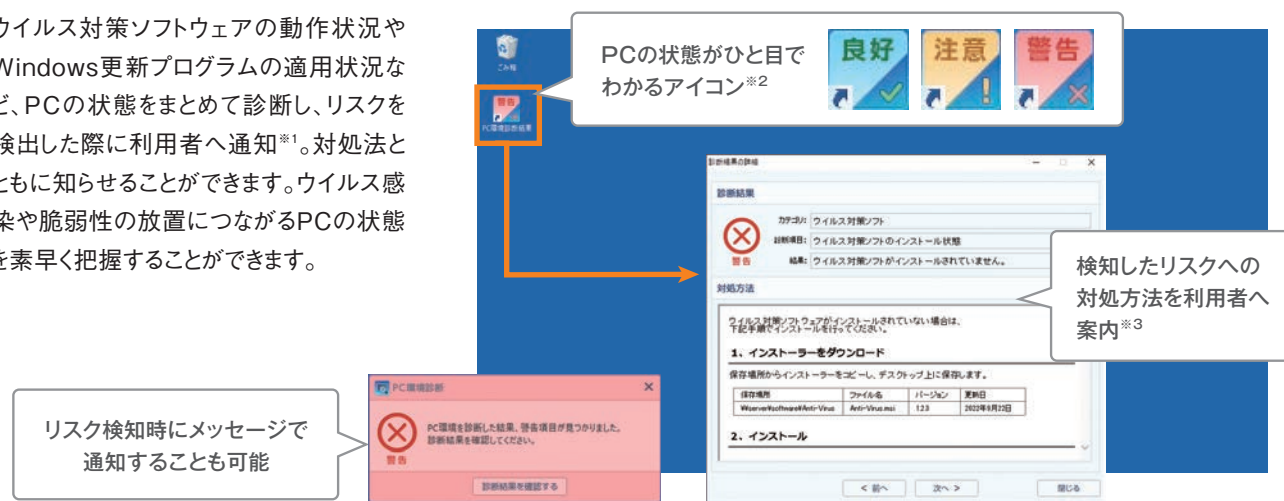 ウイルス対策ソフトウェアの動作状況や
Windows更新プログラムの適用状況な
ど、PCの状態をまとめて診断し、リスクを
検出した際に利用者へ通知※1。対処法と
ともに知らせることができます。ウイルス感
染や脆弱性の放置につながるPCの状態
を素早く把握することができます。
ごみ箱
警告
PC環境診断結果
PCの状態がひと目で
わかるアイコン※2
良好
注意
警告
診断結果の詳細
診断結果
カテゴリ: ウイルス対策ソフト
診断項目: ウイルス対策ソフトのインストール状態
結果: ウイルス対策ソフトがインストールされていません。
警告
対処方法
ウイルス対策ソフトウェアがインストールされていない場合は、
下記手順でインストールを行ってください。
1、インストーラーをダウンロード
保存場所からインストーラーをコピーし、デスクトップ上に保存します。
保存場所 ファイル名 バージョン 更新日
¥¥server¥software¥Anti-Virus Anti-Virus.msi 1.2.3 2022年9月22日
2、インストール
< 前へ 次へ > 閉じる
検知したリスクへの
対処方法を利用者へ
案内※3
PC環境診断
PC環境を診断した結果、警告項目が見つかりました。
診断結果を確認してください。
警告
診断結果を確認する
リスク検知時にメッセージで
通知することも可能